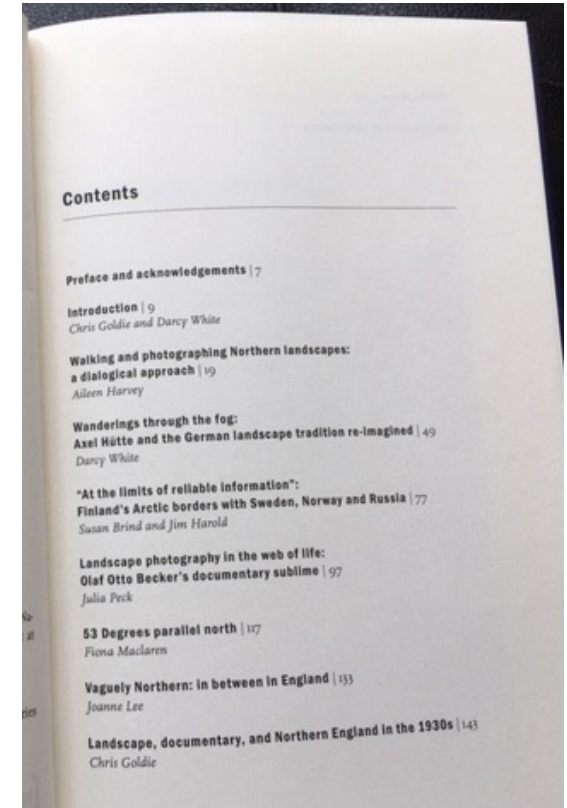 Contents
Preface and acknowledgements | 7
Introduction | 9
Chris Goldie and Darcy White
Walking and photographing Northern landscapes:
a dialogical approach | 19
Aileen Harvey
Wanderings through the fog:
Axel Hütte and the German landscape tradition re-imagined | 49
Darcy White
"At the limits of reliable information":
Finland's Arctic borders with Sweden, Norway and Russia | 77
Susan Brind and Jim Harold
Landscape photography in the web of life:
Olaf Otto Becker's documentary sublime | 97
Julia Peck
53 Degrees parallel north | 117
Fiona Maclaren
Vaguely Northern: in between in England | 133
Joanne Lee
Landscape, documentary, and Northern England in the 1930s | 143
Chris Goldie